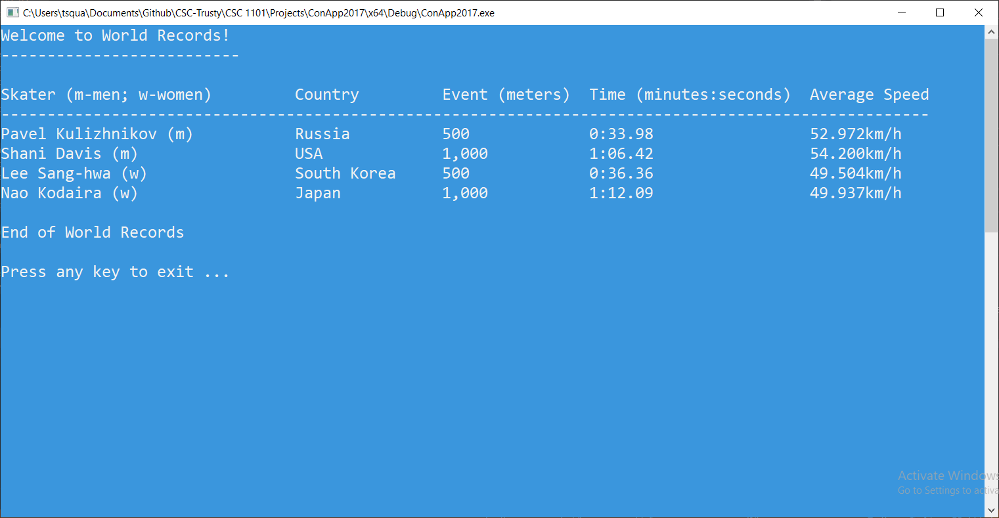 C:\Users\tsqua\Documents\Github\CSC-Trusty\CSC 1101\Projects\ConApp2017\x64\Debug\ConApp2017.exe
Welcome to World Records!
--------------------------
Skater (m-men; w-women) Country Event (meters) Time (minutes:seconds) Average Speed
-----------------------------------------------------------------------------------------------------
Pavel Kulizhnikov (m) Russia 500 0:33.98 52.972km/h
Shani Davis (m) USA 1,000 1:06.42 54.200km/h
Lee Sang-hwa (w) South Korea 500 0:36.36 49.504km/h
Nao Kodaira (w) Japan 1,000 1:12.09 49.937km/h
End of World Records
Press any key to exit ...
Activate Windows
Go to Settings to activa